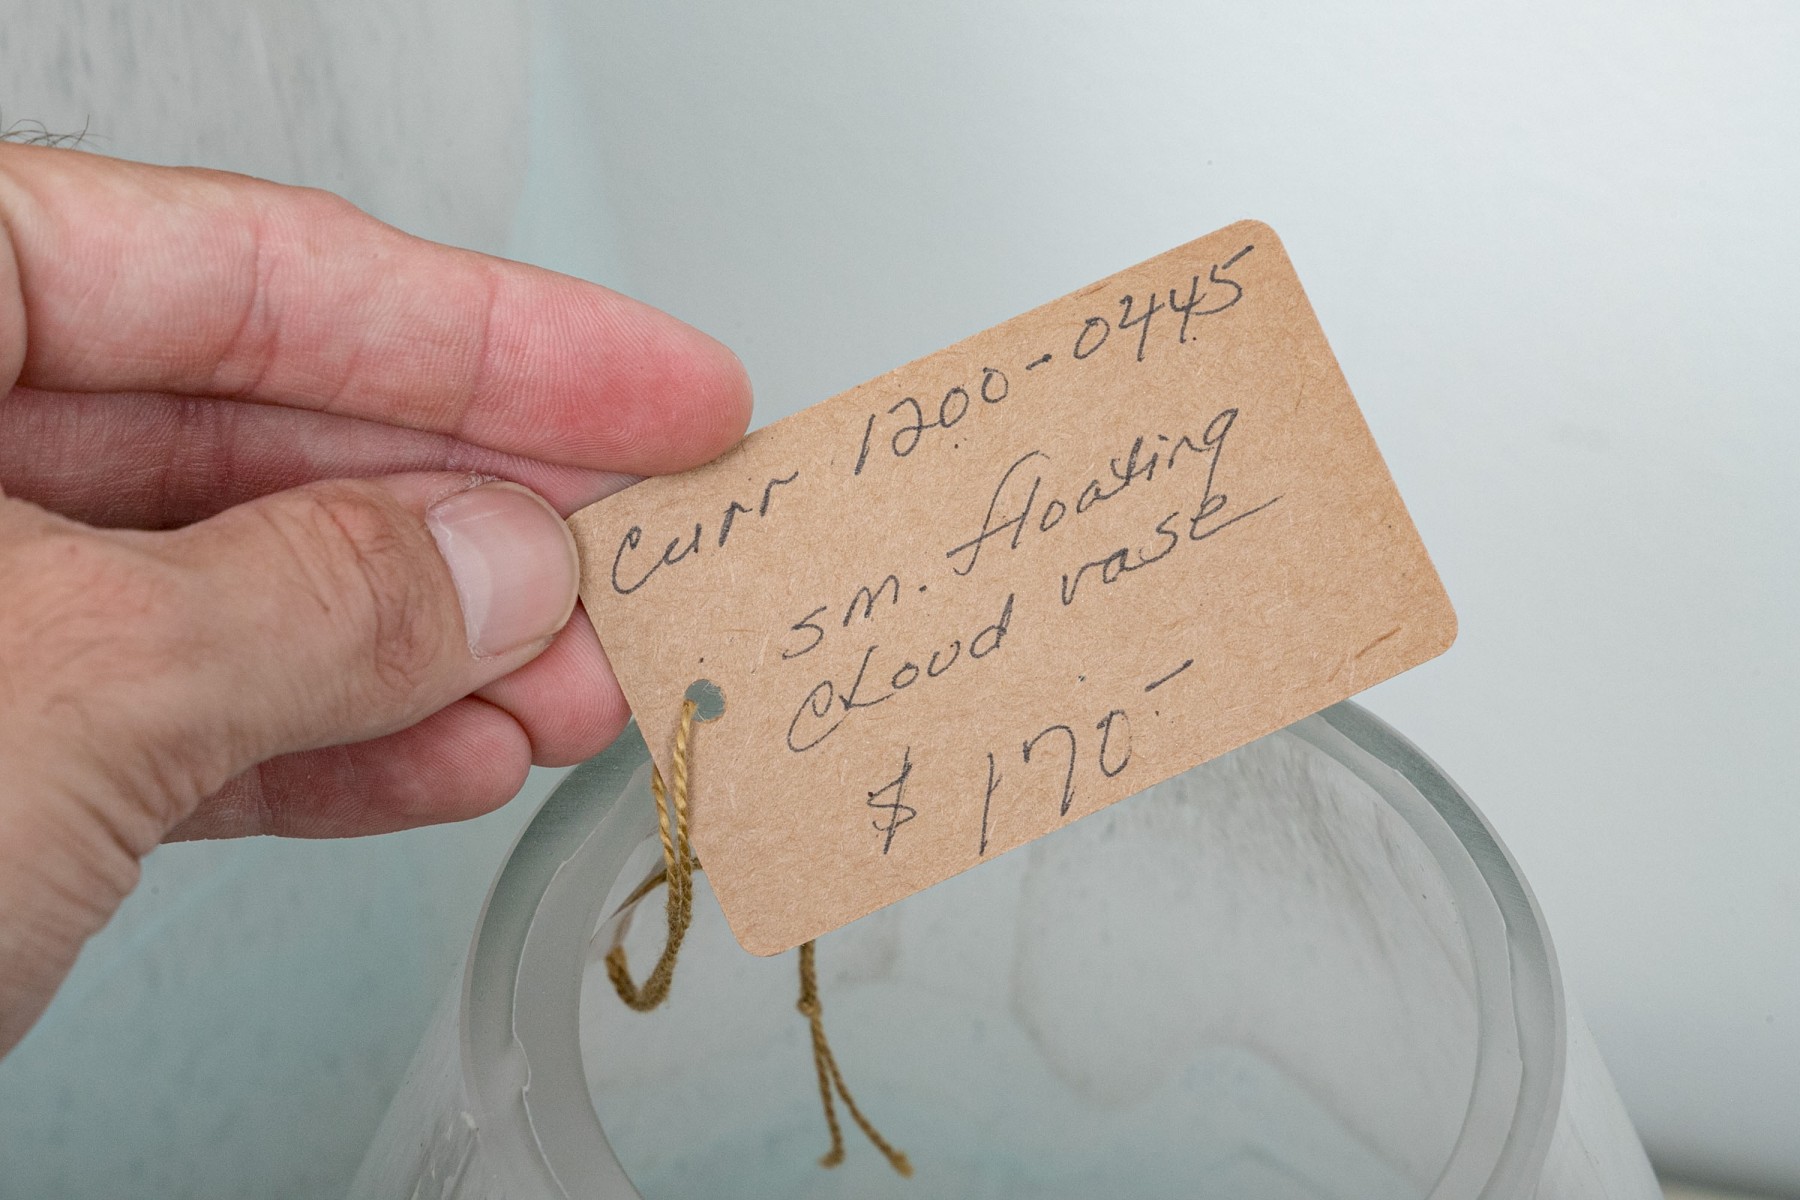 Curr 1200-0445
sm. floating
cloud vase
$170.-